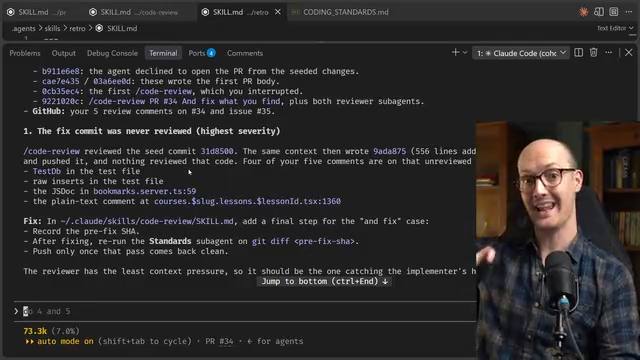 SKILL.md .../pr
SKILL.md .../code-review
SKILL.md .../retro
CODING_STANDARDS.md
.agents > skills > retro > SKILL.md > ...
Text Editor
Problems Output Debug Console Terminal Ports 4 Comments
1: Claude Code (coho
- b911e6e8: the agent declined to open the PR from the seeded changes.
- cae7e435 / 03a6ee0d: these wrote the first PR body.
- 0cb35ec4: the first /code-review, which you interrupted.
- 9221020c: /code-review PR #34 And fix what you find, plus both reviewer subagents.
- GitHub: your 5 review comments on #34 and issue #35.
1. The fix commit was never reviewed (highest severity)
/code-review reviewed the seed commit 31d8500. The same context then wrote 9ada875 (556 lines add
and pushed it, and nothing reviewed that code. Four of your five comments are on that unreviewed
- TestDb in the test file
- raw inserts in the test file
- the JSDoc in bookmarks.server.ts:59
- the plain-text comment at courses.$slug.lessons.$lessonId.tsx:1360
Fix: In ~/.claude/skills/code-review/SKILL.md, add a final step for the "and fix" case:
- Record the pre-fix SHA.
- After fixing, re-run the Standards subagent on git diff <pre-fix-sha>.
- Push only once that pass comes back clean.
The reviewer has the least context pressure, so it should be the one catching the implementer's h
Jump to bottom (ctrl+End) ↓
> do 4 and 5
73.3k (7.0%)
⏵⏵ auto mode on (shift+tab to cycle) · PR #34 · ← for agents